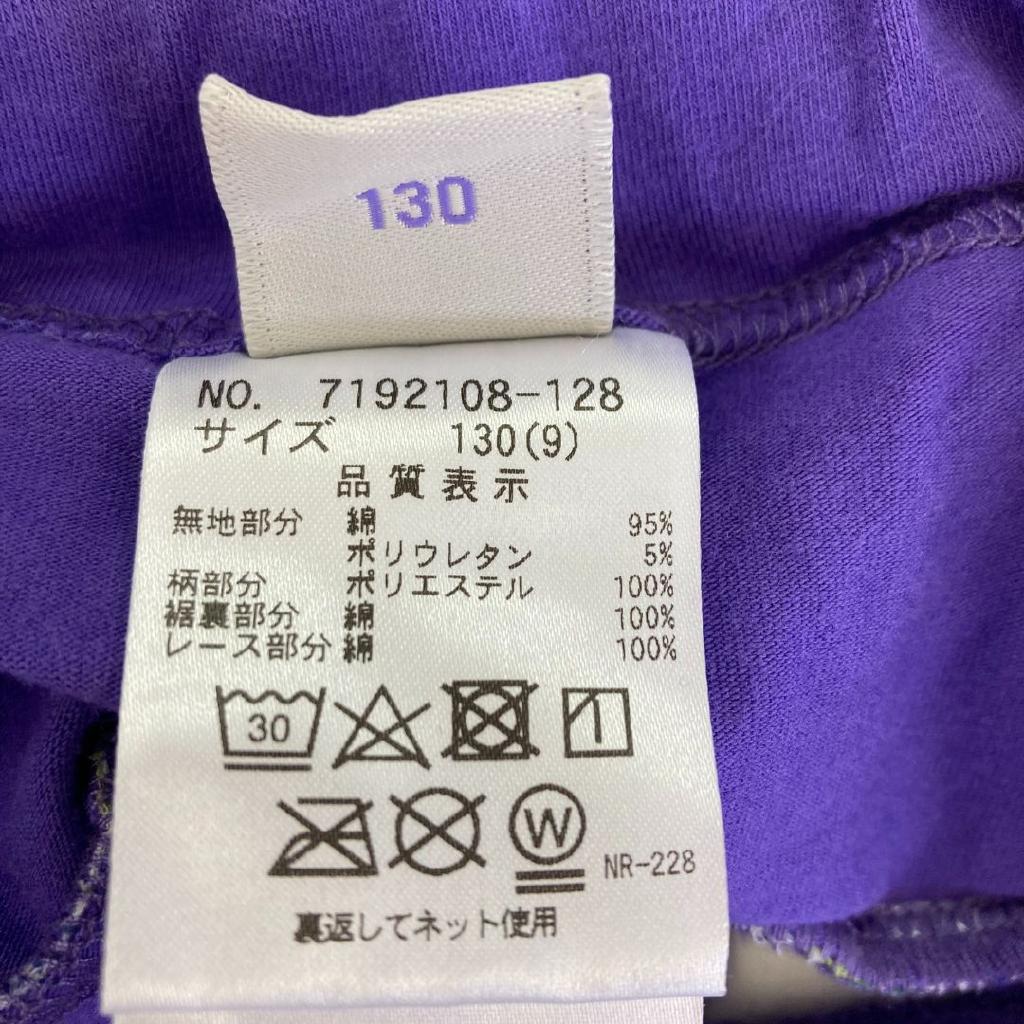 130
NO. 7192108-128
サイズ 130(9)
品質表示
無地部分 綿 95%
ポリウレタン 5%
柄部分 ポリエステル 100%
裾裏部分 綿 100%
レース部分 綿 100%
30
W
NR-228
裏返してネット使用